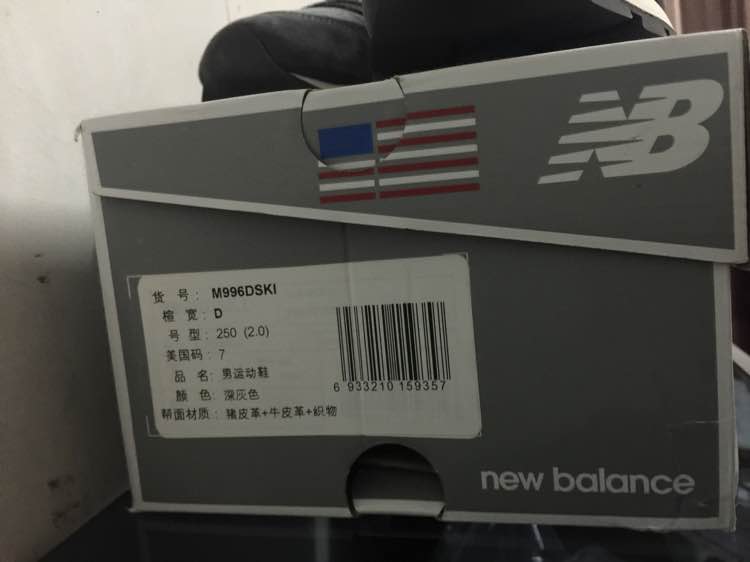 NB
货 号: M996DSKI
楦 宽: D
号 型: 250 (2.0)
美国码: 7
品 名: 男运动鞋
颜 色: 深灰色
帮面材质: 猪皮革+牛皮革+织物
6 933210 159357
new balance